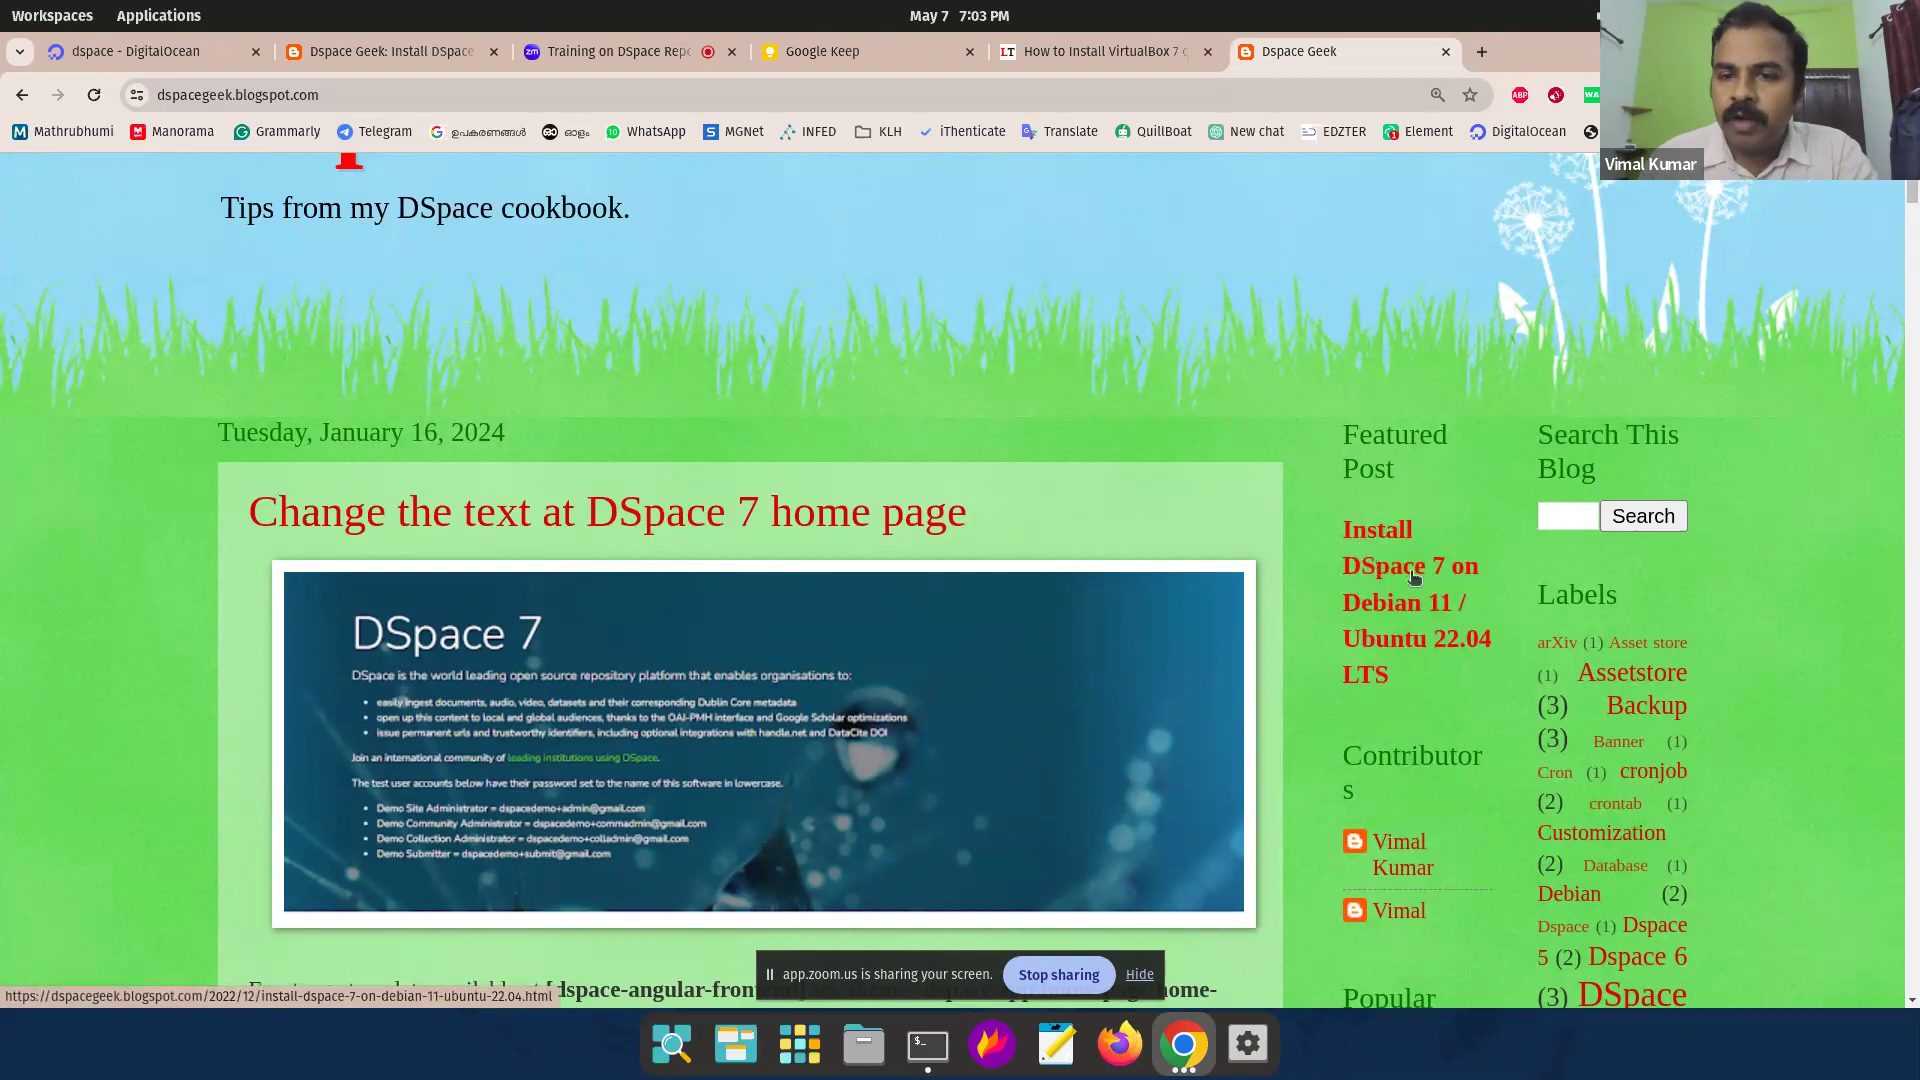 Workspaces Applications May 7 7:03 PM
dspace - DigitalOcean Dspace Geek: Install DSpace Training on DSpace Repo Google Keep How to Install VirtualBox 7 Dspace Geek
dspacegeek.blogspot.com
Mathrubhumi Manorama Grammarly Telegram ഉപകരണങ്ങൾ ഓളം WhatsApp MGNet INFED KLH iThenticate Translate QuillBoat New chat EDZTER Element DigitalOcean
Vimal Kumar
Tips from my DSpace cookbook.
Tuesday, January 16, 2024
Change the text at DSpace 7 home page
DSpace 7
DSpace is the world leading open source repository platform that enables organisations to:
easily ingest documents, audio, video, datasets and their corresponding Dublin Core metadata
open up this content to local and global audiences, thanks to the OAI-PMH interface and Google Scholar optimizations
issue permanent urls and trustworthy identifiers, including optional integrations with handle.net and DataCite DOI
Join an international community of leading institutions using DSpace.
The test user accounts below have their password set to the name of this software in lowercase.
Demo Site Administrator = dspacedemo+admin@gmail.com
Demo Community Administrator = dspacedemo+commadmin@gmail.com
Demo Collection Administrator = dspacedemo+colladmin@gmail.com
Demo Submitter = dspacedemo+submit@gmail.com
[dspace-angular-fron
home-
Featured
Post
Install
DSpace 7 on
Debian 11 /
Ubuntu 22.04
LTS
Contributor
s
Vimal
Kumar
Vimal
Popular
Search This
Blog
Search
Labels
arXiv (1) Asset store
(1) Assetstore
(3) Backup
(3) Banner (1)
Cron (1) cronjob
(2) crontab (1)
Customization
(2) Database (1)
Debian (2)
Dspace (1) Dspace
5 (2) Dspace 6
(3) DSpace
app.zoom.us is sharing your screen. Stop sharing Hide
https://dspacegeek.blogspot.com/2022/12/install-dspace-7-on-debian-11-ubuntu-22.04.html